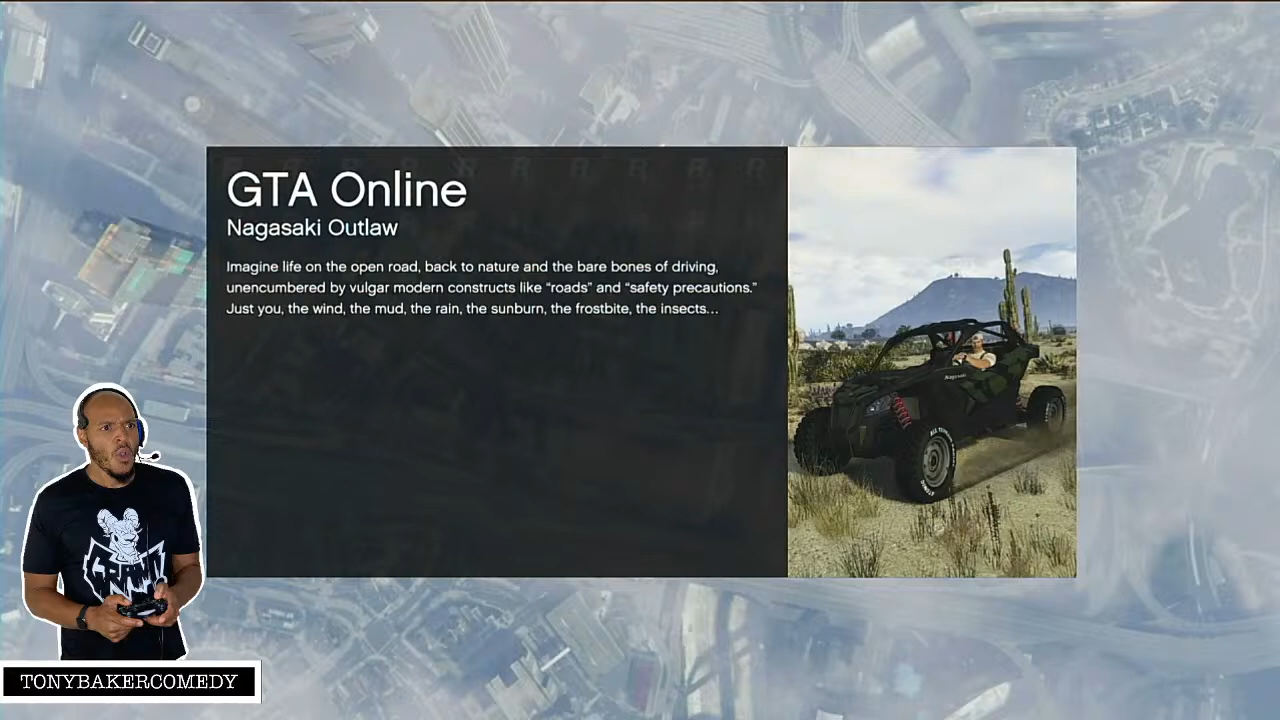 GTA Online
Nagasaki Outlaw
Imagine life on the open road, back to nature and the bare bones of driving,
unencumbered by vulgar modern constructs like “roads” and “safety precautions.”
Just you, the wind, the mud, the rain, the sunburn, the frostbite, the insects...
TONYBAKERCOMEDY